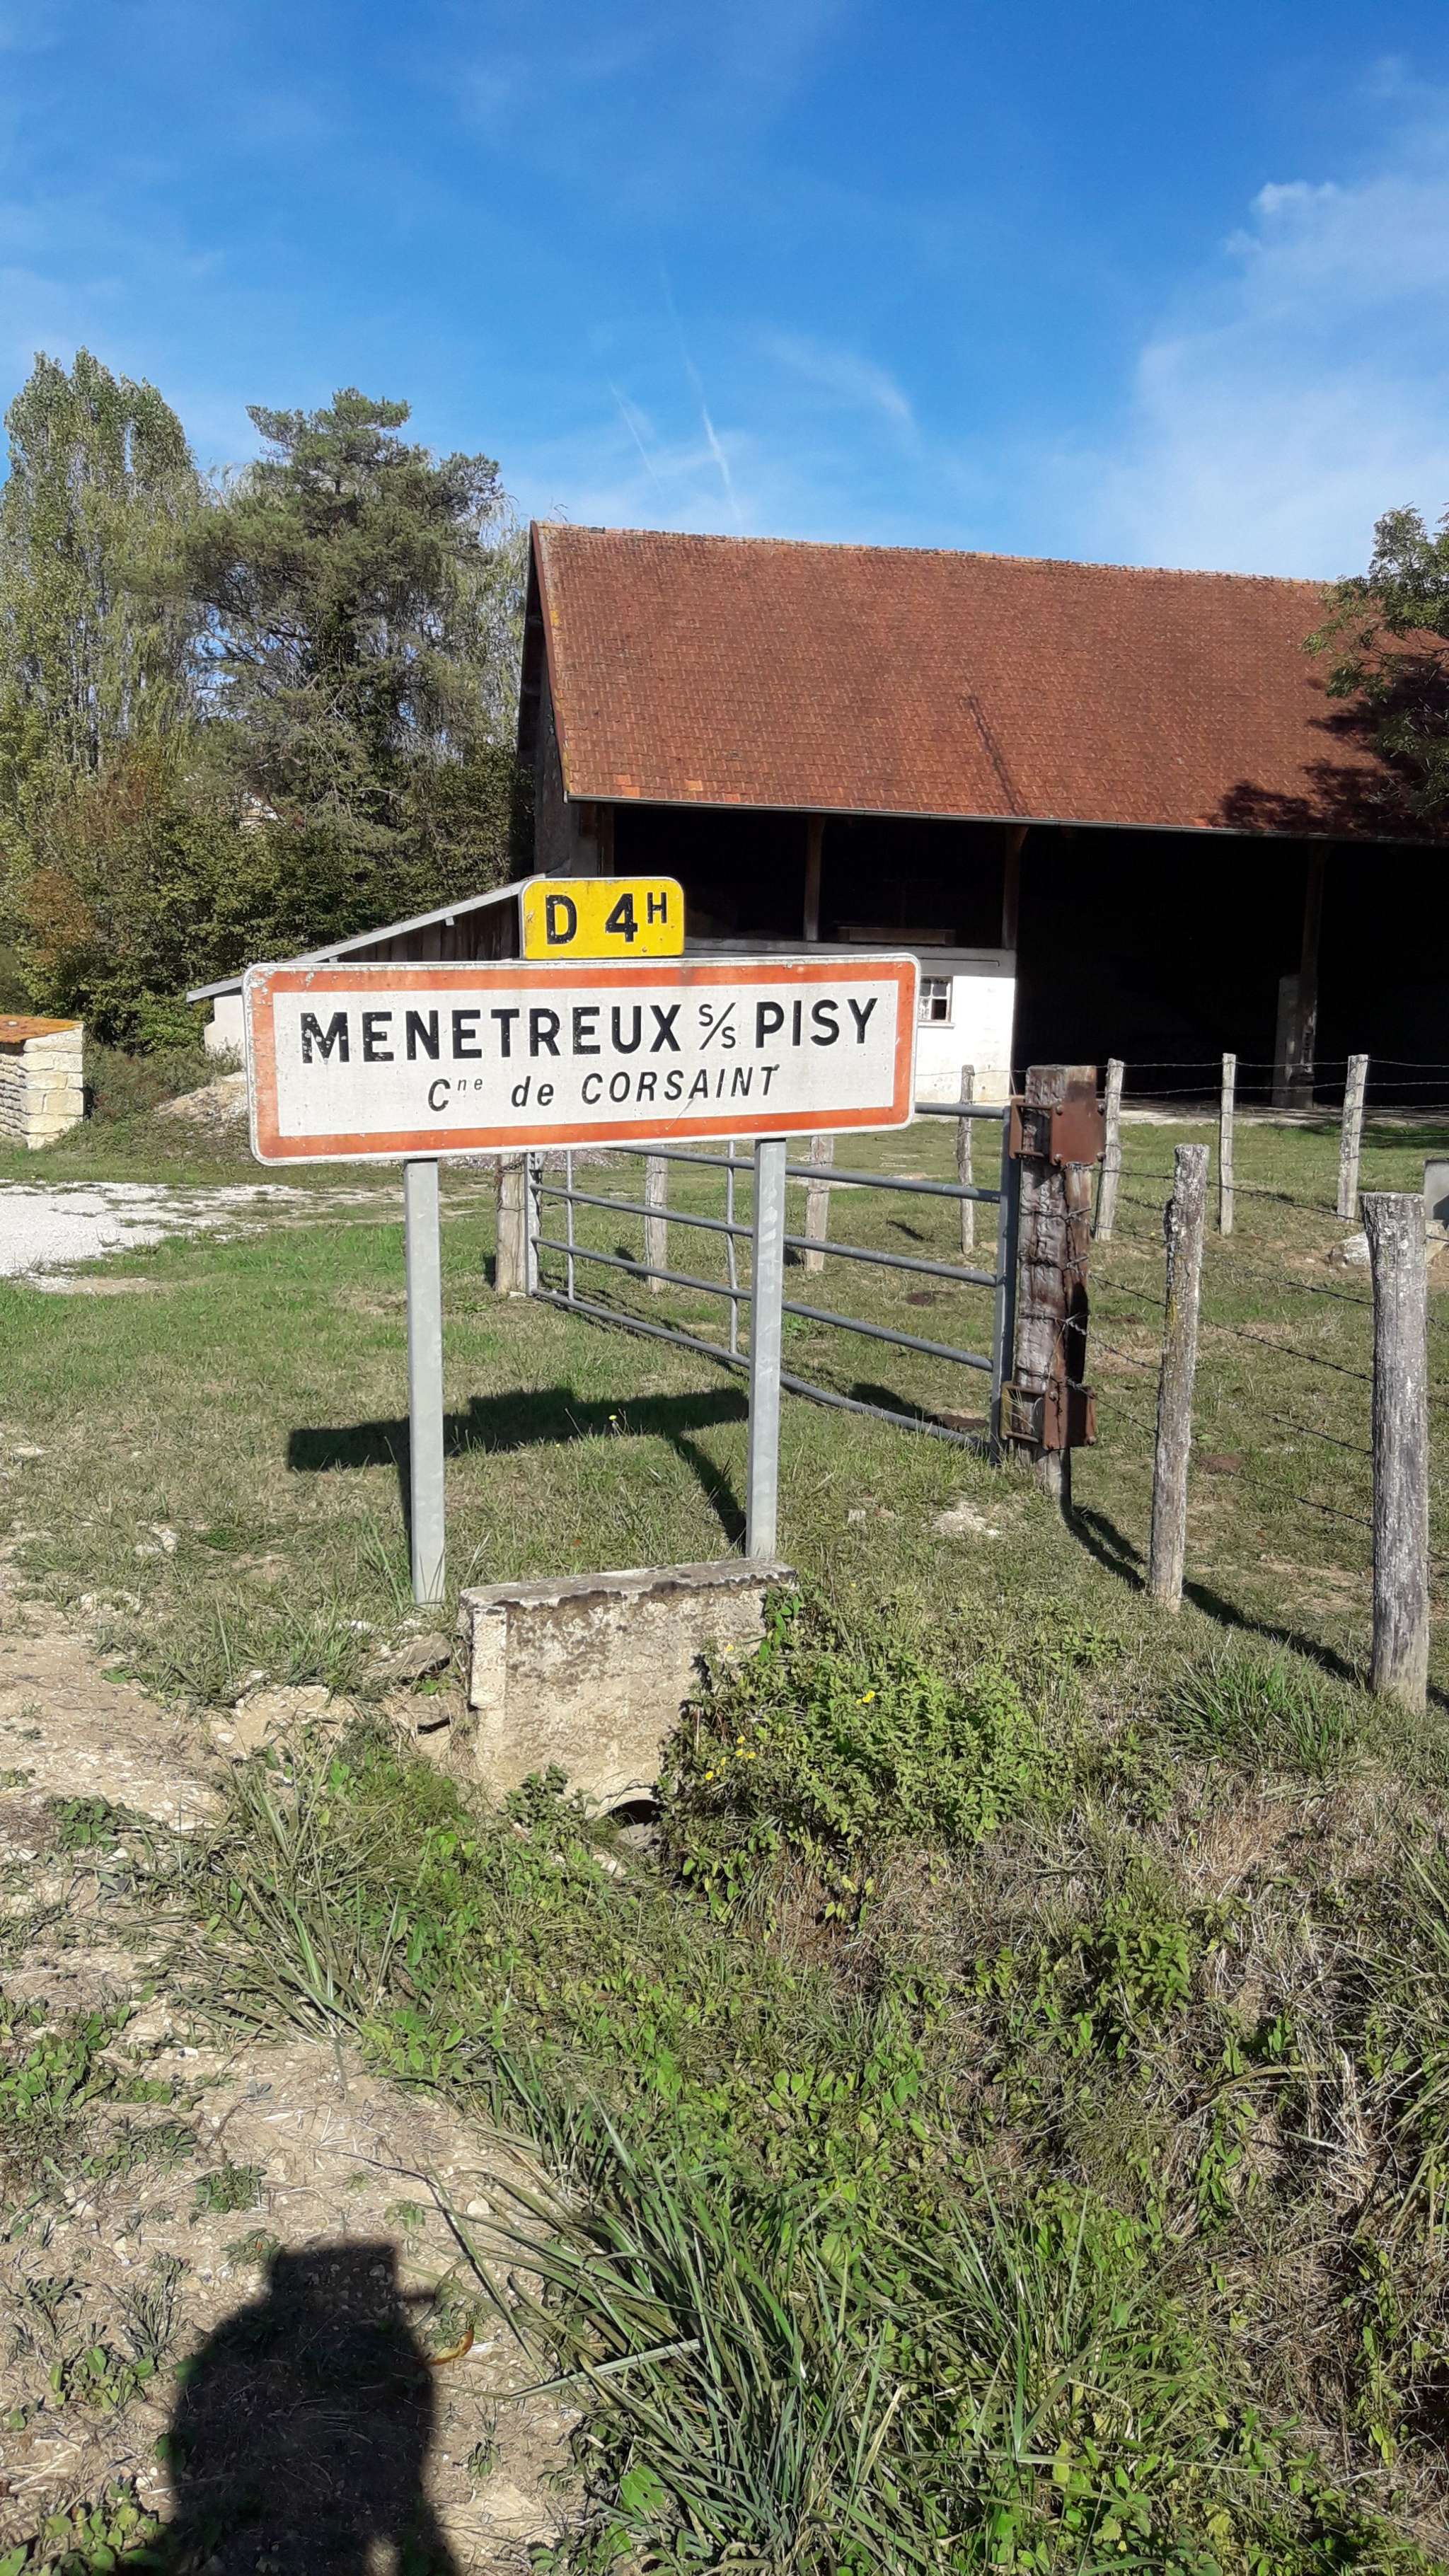 D 4H
MENETREUX S/S PISY
Cne de CORSAINT